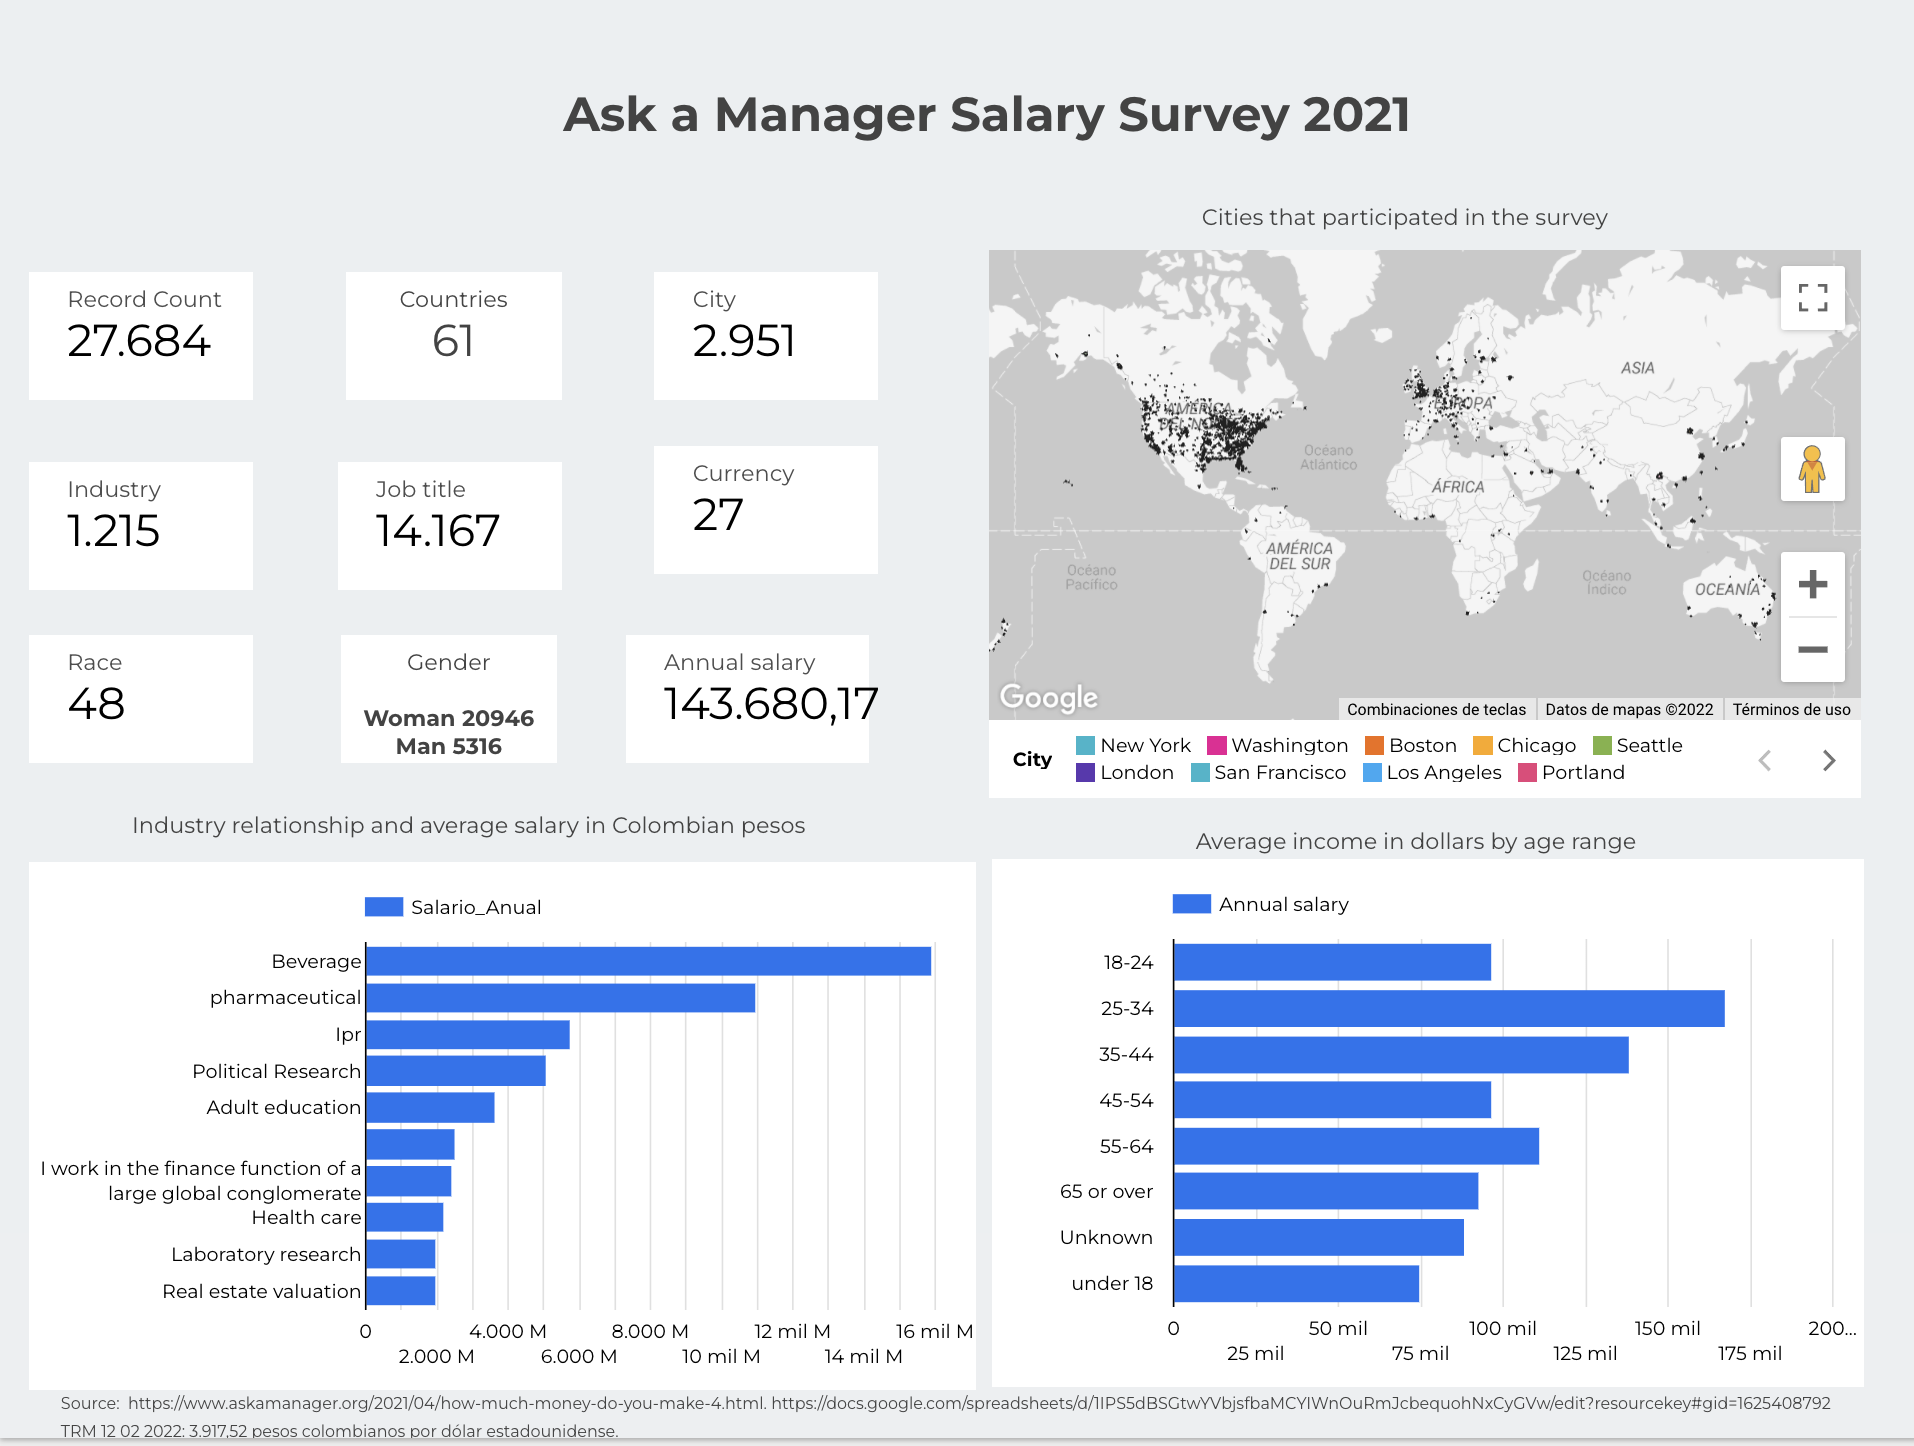 Ask a Manager Salary Survey 2021
Cities that participated in the survey
Record Count
27.684
Countries
61
City
2.951
Industry
1.215
Job title
14.167
Currency
27
Race
48
Gender
Woman 20946
Man 5316
Annual salary
143.680,17
ASIA
AMÉRICA
DEL NO
EUROPA
Océano
Atlántico
ÁFRICA
AMÉRICA
DEL SUR
Océano
Pacífico
Océano
Índico
OCEANÍA
Google
Combinaciones de teclas
Datos de mapas ©2022
Términos de uso
City
New York
Washington
Boston
Chicago
Seattle
London
San Francisco
Los Angeles
Portland
Industry relationship and average salary in Colombian pesos
Salario_Anual
Beverage
pharmaceutical
Ipr
Political Research
Adult education
I work in the finance function of a
large global conglomerate
Health care
Laboratory research
Real estate valuation
0
4.000 M
8.000 M
12 mil M
16 mil M
2.000 M
6.000 M
10 mil M
14 mil M
Average income in dollars by age range
Annual salary
18-24
25-34
35-44
45-54
55-64
65 or over
Unknown
under 18
0
50 mil
100 mil
150 mil
200...
25 mil
75 mil
125 mil
175 mil
Source: https://www.askamanager.org/2021/04/how-much-money-do-you-make-4.html. https://docs.google.com/spreadsheets/d/1IPS5dBSGtwYVbjsfbaMCYIWnOuRmJcbequohNxCyGVw/edit?resourcekey#gid=1625408792
TRM 12 02 2022: 3.917,52 pesos colombianos por dólar estadounidense.